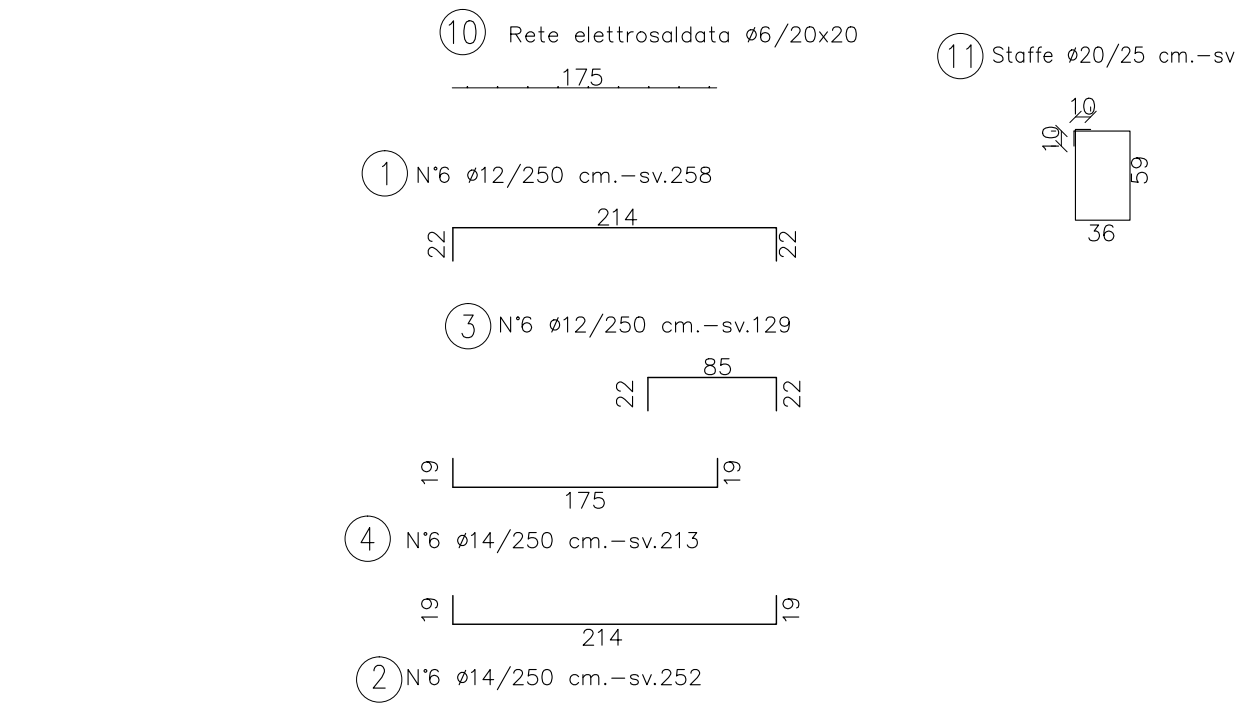 10 Rete elettrosaldata ø6/20x20
175
11 Staffe ø20/25 cm.-sv
10
10
59
36
1 N°6 ø12/250 cm.-sv.258
214
22
22
3 N°6 ø12/250 cm.-sv.129
85
22
22
19
19
175
4 N°6 ø14/250 cm.-sv.213
19
19
214
2 N°6 ø14/250 cm.-sv.252